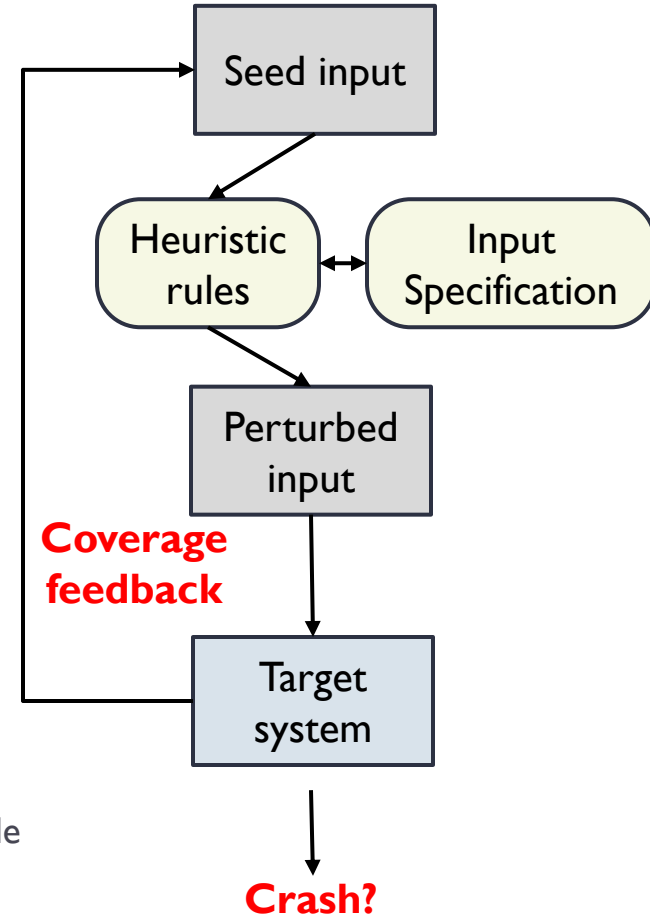 Seed input
Heuristic
rules
Input
Specification
Perturbed
input
Coverage
feedback
Target
system
Crash?